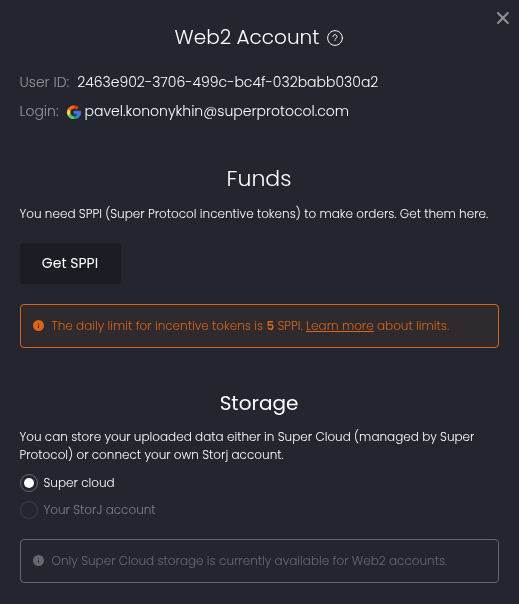 Web2 Account
User ID: 2463e902-3706-499c-bc4f-032babb030a2
Login: pavel.kononykhin@superprotocol.com
Funds
You need SPPI (Super Protocol incentive tokens) to make orders. Get them here.
Get SPPI
The daily limit for incentive tokens is 5 SPPI. Learn more about limits.
Storage
You can store your uploaded data either in Super Cloud (managed by Super
Protocol) or connect your own Storj account.
Super cloud
Your StorJ account
Only Super Cloud storage is currently available for Web2 accounts.